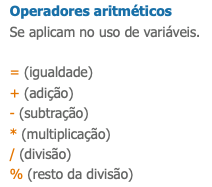 Operadores aritméticos
Se aplicam no uso de variáveis.
= (igualdade)
+ (adição)
- (subtração)
* (multiplicação)
/ (divisão)
% (resto da divisão)